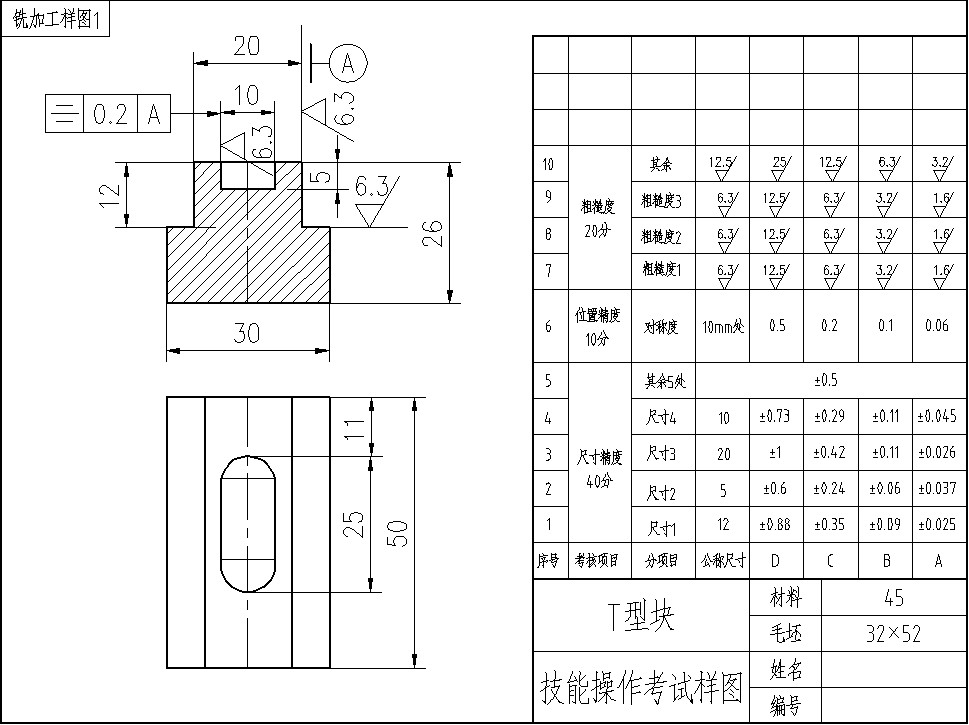 铣加工样图1
20
A
0.2 A
10
6.3
6.3
12
5
6.3
26
30
11
25
50
10 其余 12.5 25 12.5 6.3 3.2
9 粗糙度3 6.3 12.5 6.3 3.2 1.6
粗糙度
20分
8 粗糙度2 6.3 12.5 6.3 3.2 1.6
7 粗糙度1 6.3 12.5 6.3 3.2 1.6
6 位置精度 对称度 10mm处 0.5 0.2 0.1 0.06
10分
5 其余5处 ±0.5
4 尺寸4 10 ±0.73 ±0.29 ±0.11 ±0.045
3 尺寸精度 尺寸3 20 ±1 ±0.42 ±0.11 ±0.026
40分
2 尺寸2 5 ±0.6 ±0.24 ±0.06 ±0.037
1 尺寸1 12 ±0.88 ±0.35 ±0.09 ±0.025
序号 考核项目 分项目 公称尺寸 D C B A
T型块
材料 45
毛坯 32×52
技能操作考试样图
姓名
编号